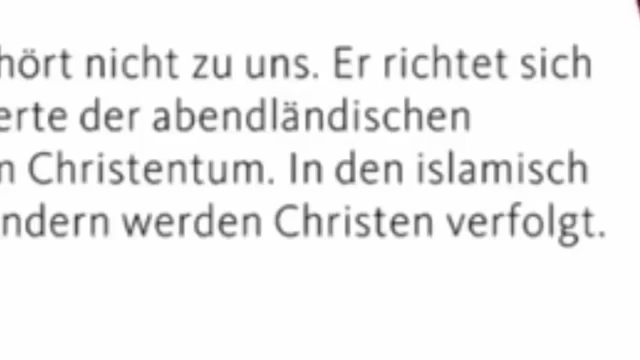 hört nicht zu uns. Er richtet sich
erte der abendländischen
n Christentum. In den islamisch
ndern werden Christen verfolgt.